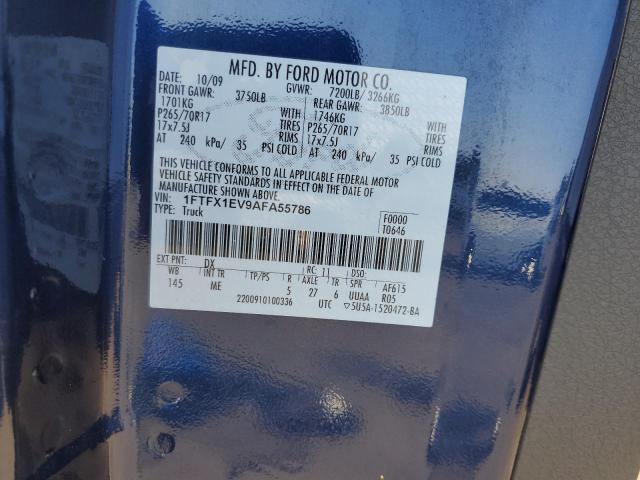 MFD. BY FORD MOTOR CO.
DATE: 10/09 GVWR: 7200LB/ 3266KG
FRONT GAWR: 3750LB REAR GAWR: 3850LB
1701KG WITH 1746KG WITH
P265/70R17 TIRES P265/70R17 TIRES
17x7.5J RIMS 17x7.5J RIMS
AT 240 kPa/ 35 PSI COLD AT 240 kPa/ 35 PSI COLD
THIS VEHICLE CONFORMS TO ALL APPLICABLE FEDERAL MOTOR
VEHICLE SAFETY STANDARDS IN EFFECT ON THE DATE OF
MANUFACTURE SHOWN ABOVE.
VIN: 1FTFX1EV9AFA55786 F0000
TYPE: Truck T0646
EXT PNT: DX RC: 11 DSO:
WB INT TR TP/PS R AXLE TR SPR AF615
145 ME 5 27 6 UUAA R05
2200910100336 UTC ▽5U5A-1520472-BA
Ford